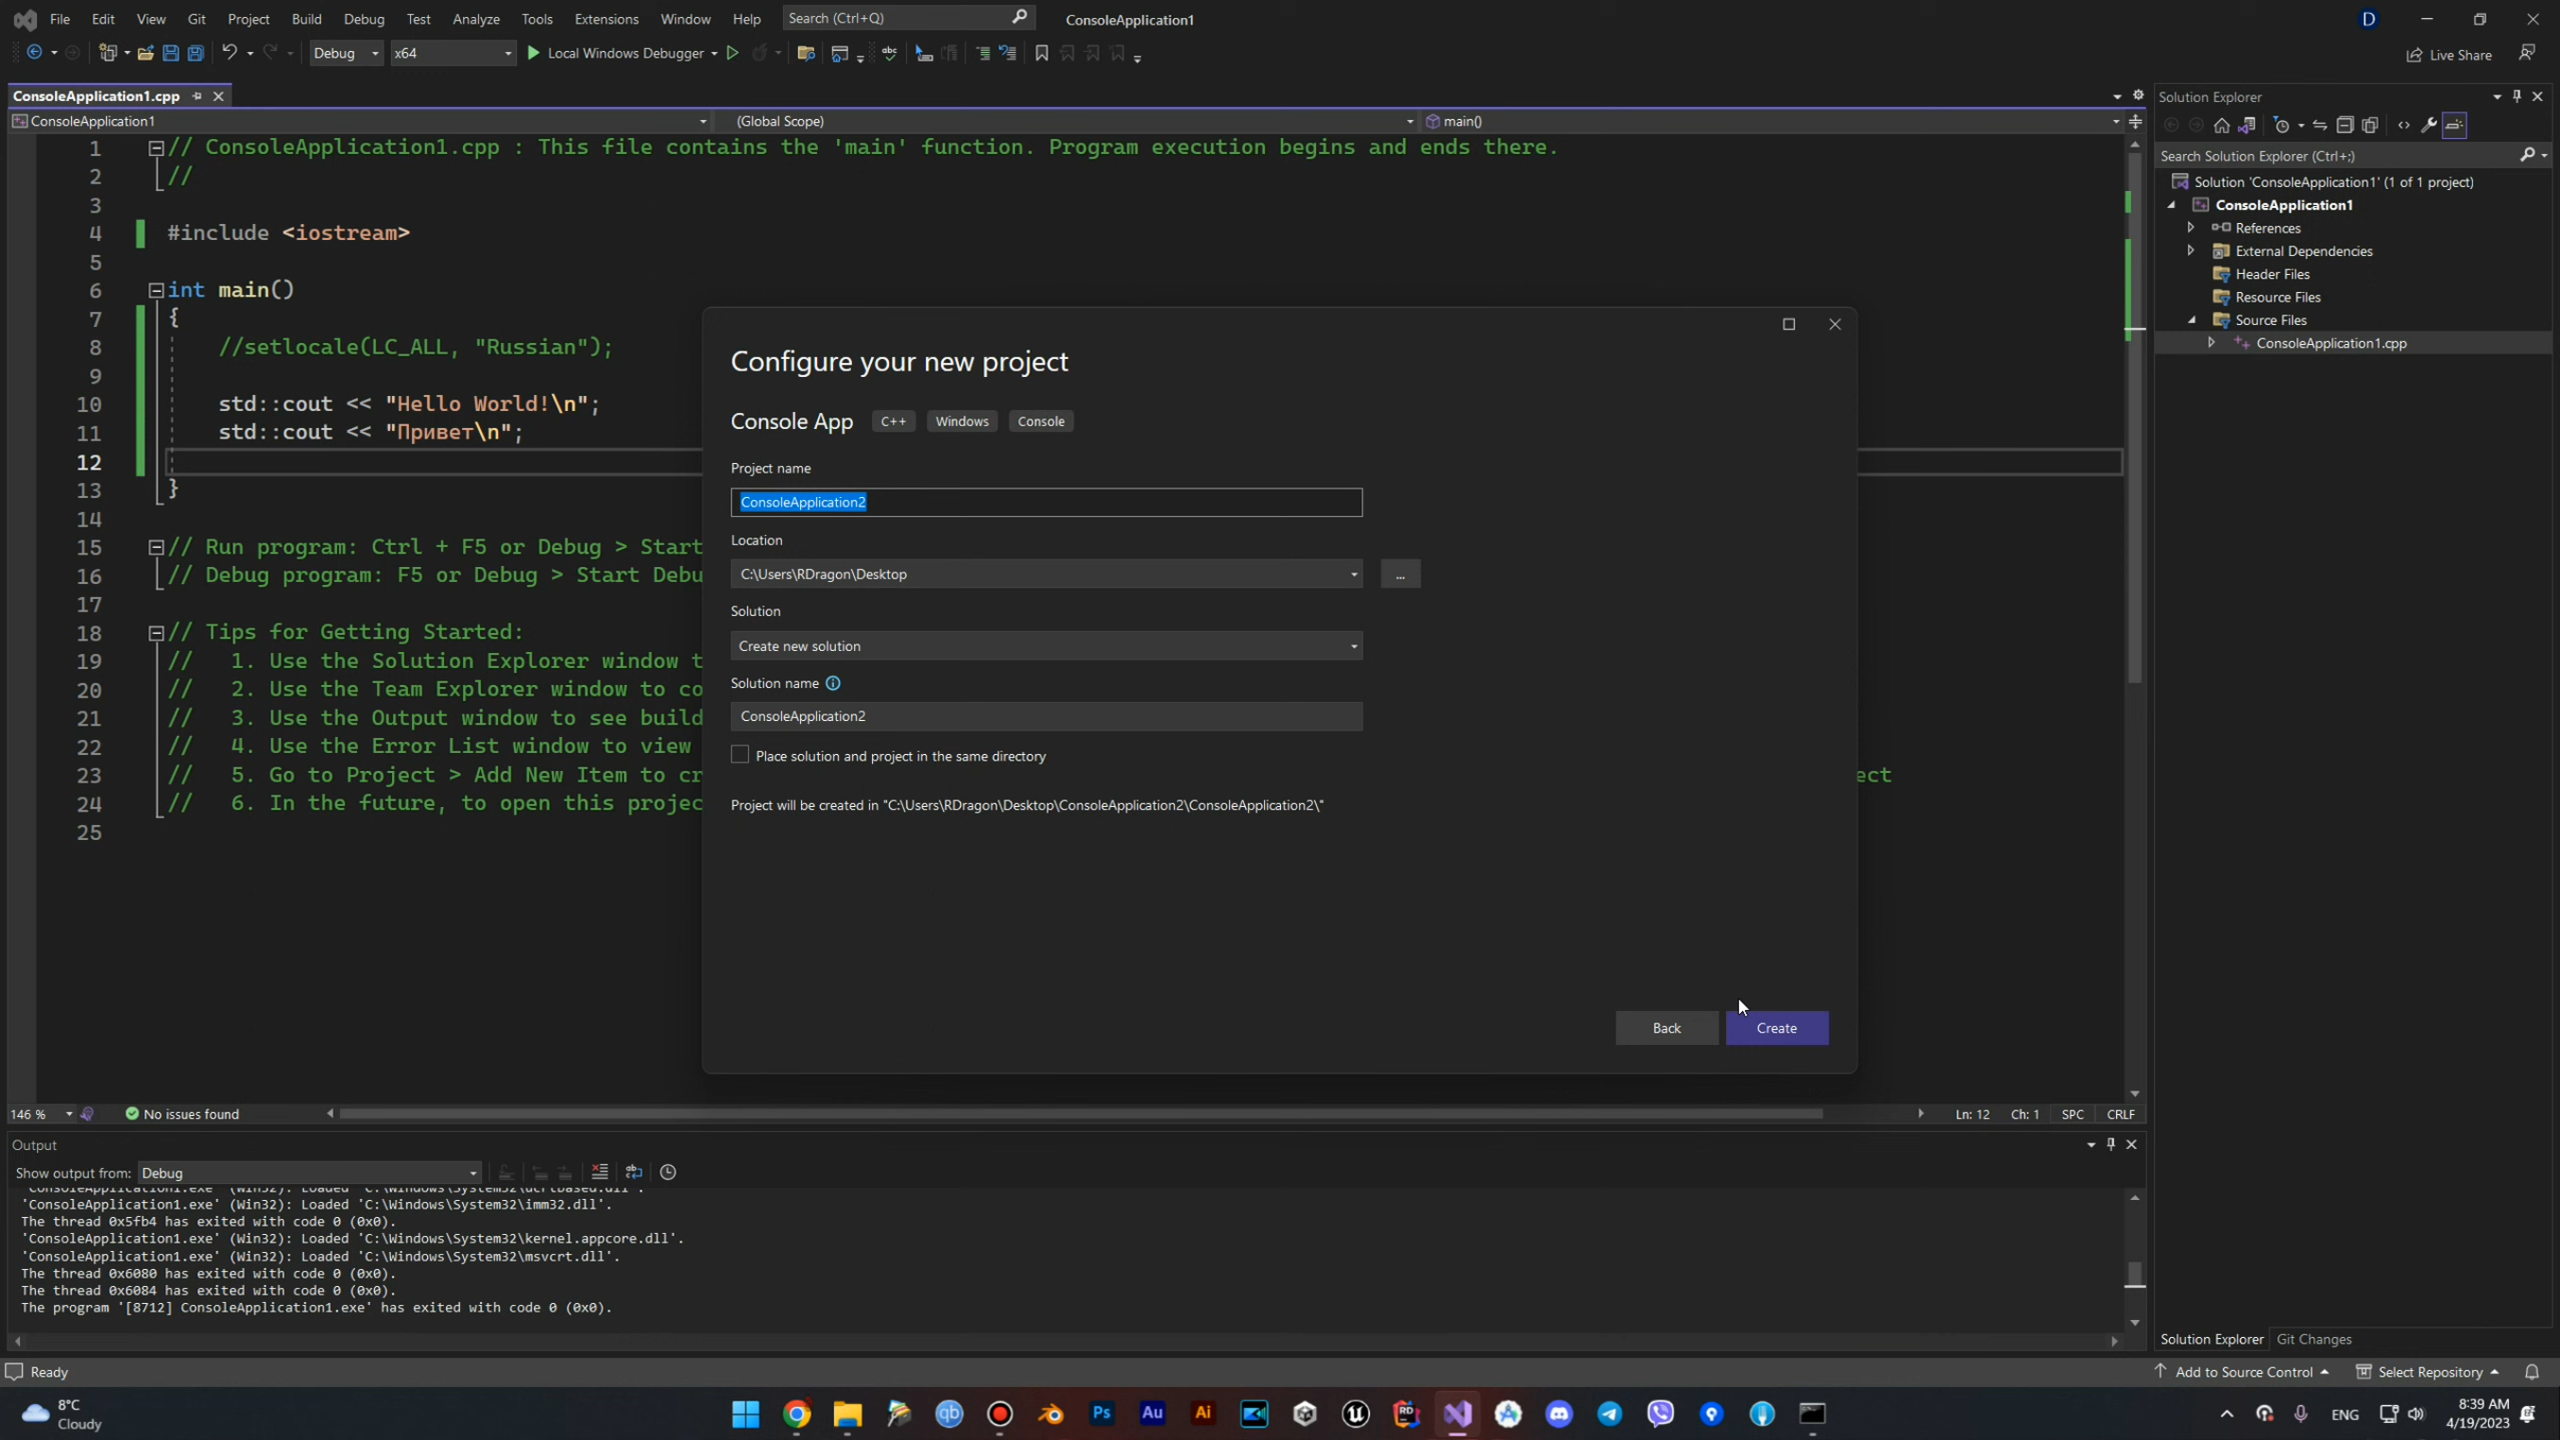 File Edit View Git Project Build Debug Test Analyze Tools Extensions Window Help Search (Ctrl+Q) ConsoleApplication1 D
Debug x64 Local Windows Debugger Live Share
ConsoleApplication1.cpp
Solution Explorer
ConsoleApplication1 (Global Scope) main()
Search Solution Explorer (Ctrl+;)
Solution 'ConsoleApplication1' (1 of 1 project)
ConsoleApplication1
References
External Dependencies
Header Files
Resource Files
Source Files
ConsoleApplication1.cpp
1 // ConsoleApplication1.cpp : This file contains the 'main' function. Program execution begins and ends there.
2 //
3
4 #include <iostream>
5
6 int main()
7 {
8 //setlocale(LC_ALL, "Russian");
9
10 std::cout << "Hello World!\n";
11 std::cout << "Привет\n";
12
13 }
14
15 // Run program: Ctrl + F5 or Debug > Start
16 // Debug program: F5 or Debug > Start Debu
17
18 // Tips for Getting Started:
19 // 1. Use the Solution Explorer window t
20 // 2. Use the Team Explorer window to co
21 // 3. Use the Output window to see build
22 // 4. Use the Error List window to view
23 // 5. Go to Project > Add New Item to cr ect
24 // 6. In the future, to open this projec
25
Configure your new project
Console App C++ Windows Console
Project name
ConsoleApplication2
Location
C:\Users\RDragon\Desktop ...
Solution
Create new solution
Solution name
ConsoleApplication2
Place solution and project in the same directory
Project will be created in "C:\Users\RDragon\Desktop\ConsoleApplication2\ConsoleApplication2\"
Back Create
146 % No issues found Ln: 12 Ch: 1 SPC CRLF
Output
Show output from: Debug
'ConsoleApplication1.exe' (Win32): Loaded 'C:\Windows\System32\ucrtbased.dll'.
'ConsoleApplication1.exe' (Win32): Loaded 'C:\Windows\System32\imm32.dll'.
The thread 0x5fb4 has exited with code 0 (0x0).
'ConsoleApplication1.exe' (Win32): Loaded 'C:\Windows\System32\kernel.appcore.dll'.
'ConsoleApplication1.exe' (Win32): Loaded 'C:\Windows\System32\msvcrt.dll'.
The thread 0x6080 has exited with code 0 (0x0).
The thread 0x6084 has exited with code 0 (0x0).
The program '[8712] ConsoleApplication1.exe' has exited with code 0 (0x0).
Solution Explorer Git Changes
Ready Add to Source Control Select Repository
8°C
Cloudy
qb Ps Au Ai RD
ENG
8:39 AM
4/19/2023